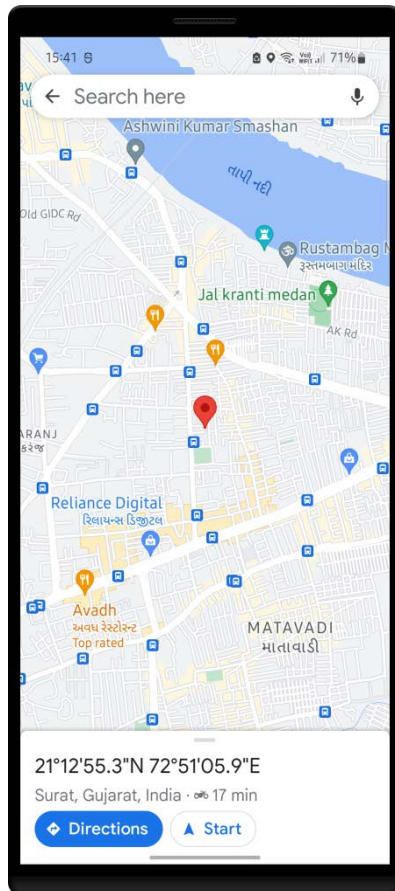 15:41
71%
Search here
Ashwini Kumar Smashan
તાપી નદી
Old GIDC Rd
Rustambag M
રૂસ્તમબાગ મંદિર
Jal kranti medan
AK Rd
ARANJ
કરંજ
Reliance Digital
રિલાયન્સ ડિજીટલ
Avadh
અવધ રેસ્ટોરન્ટ
Top rated
MATAVADI
માતાવાડી
21°12'55.3"N 72°51'05.9"E
Surat, Gujarat, India · 17 min
Directions
Start